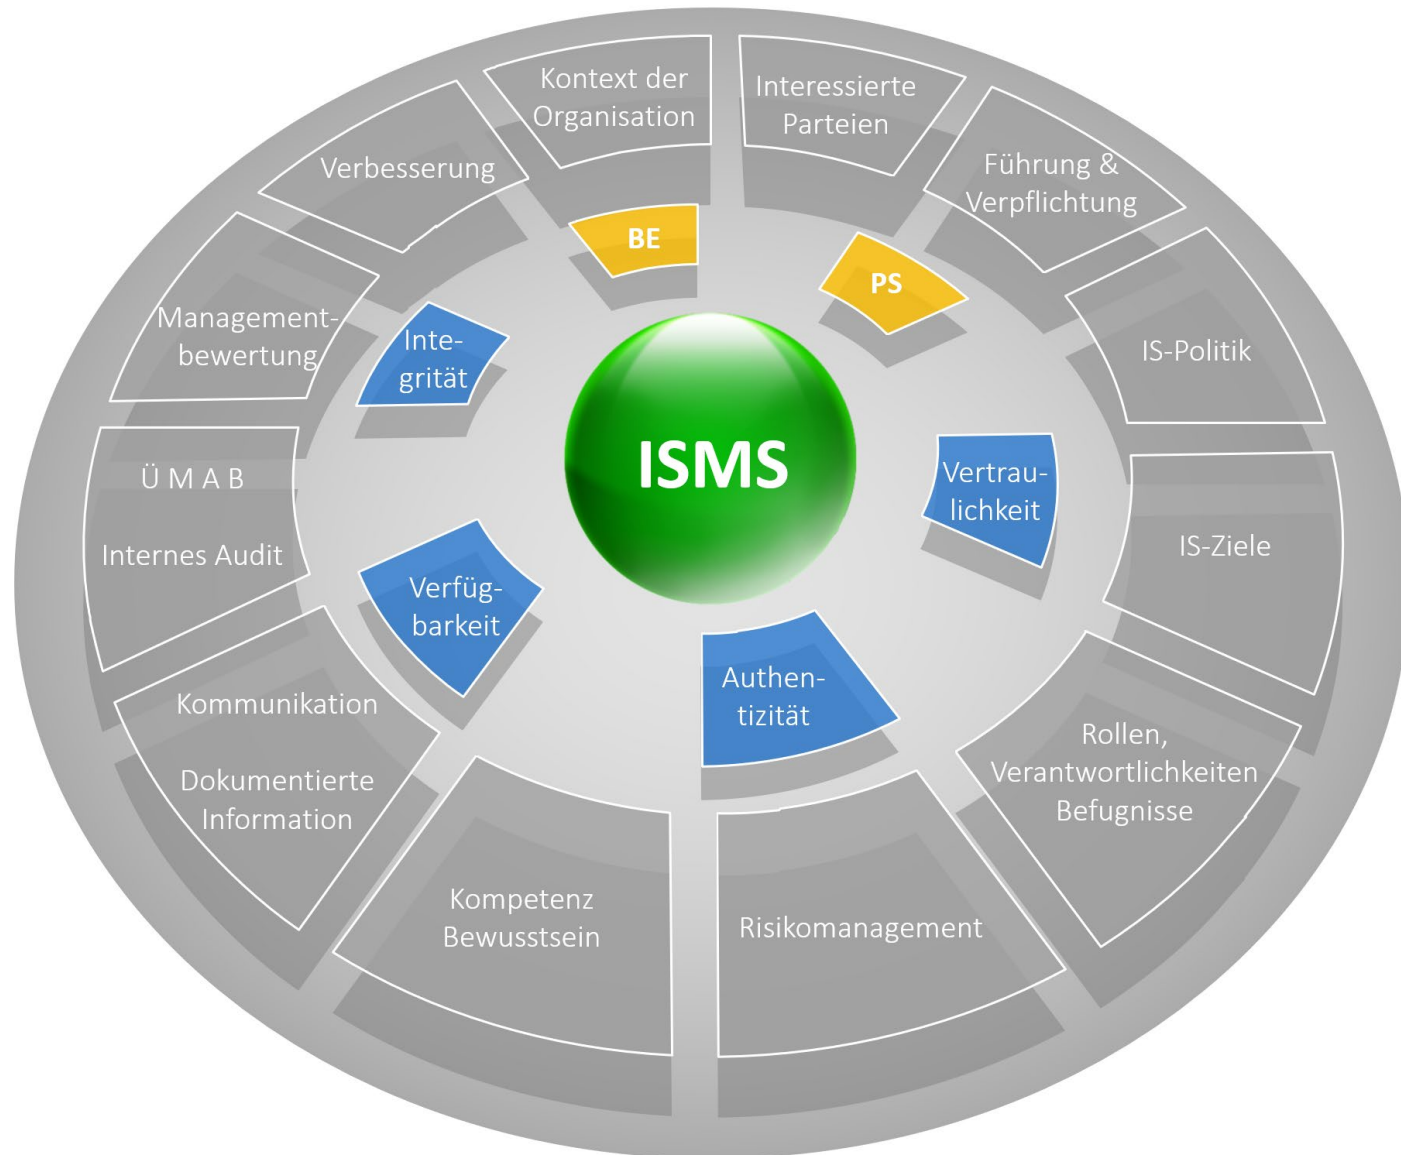 Kontext der
Organisation
Interessierte
Parteien
Führung &
Verpflichtung
IS-Politik
IS-Ziele
Rollen,
Verantwortlichkeiten
Befugnisse
Risikomanagement
Kompetenz
Bewusstsein
Kommunikation
Dokumentierte
Information
Ü M A B
Internes Audit
Management-
bewertung
Verbesserung
BE
PS
Vertrau-
lichkeit
Authen-
tizität
Verfüg-
barkeit
Inte-
grität
ISMS